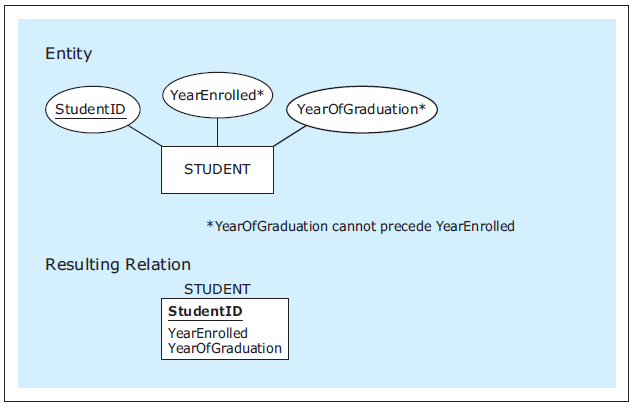 Entity
StudentID
YearEnrolled*
YearOfGraduation*
STUDENT
*YearOfGraduation cannot precede YearEnrolled
Resulting Relation
STUDENT
StudentID
YearEnrolled
YearOfGraduation